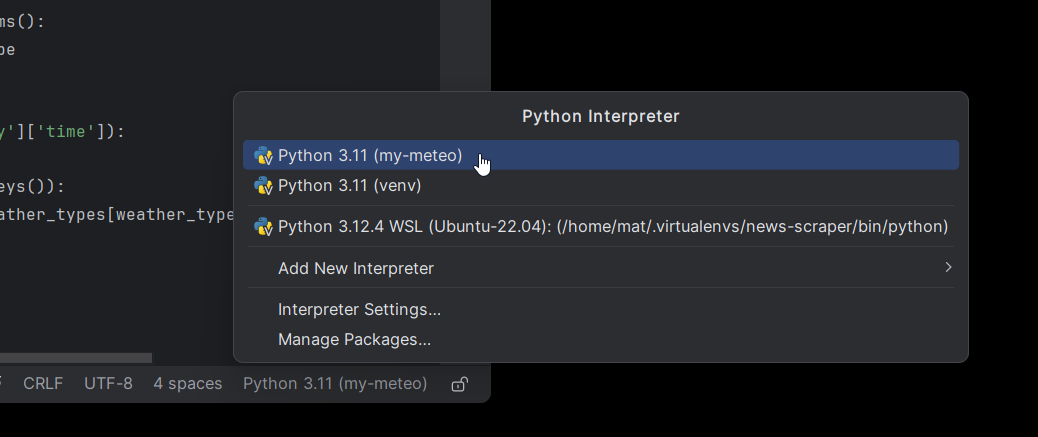 ms():
pe
y']['time']):
eys()):
ather_types[weather_type
Python Interpreter
Python 3.11 (my-meteo)
Python 3.11 (venv)
Python 3.12.4 WSL (Ubuntu-22.04): (/home/mat/.virtualenvs/news-scraper/bin/python)
Add New Interpreter
Interpreter Settings...
Manage Packages...
CRLF UTF-8 4 spaces Python 3.11 (my-meteo)